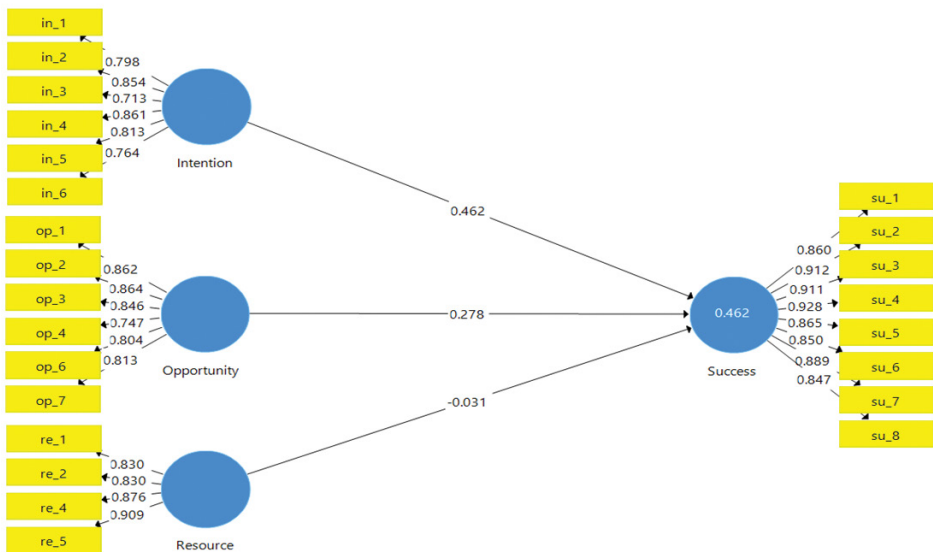 in_1
in_2
in_3
in_4
in_5
in_6
0.798
0.854
0.713
0.861
0.813
0.764
Intention
op_1
op_2
op_3
op_4
op_6
op_7
0.862
0.864
0.846
0.747
0.804
0.813
Opportunity
re_1
re_2
re_4
re_5
0.830
0.830
0.876
0.909
Resource
0.462
0.278
-0.031
0.462
Success
0.860
0.912
0.911
0.928
0.865
0.850
0.889
0.847
su_1
su_2
su_3
su_4
su_5
su_6
su_7
su_8